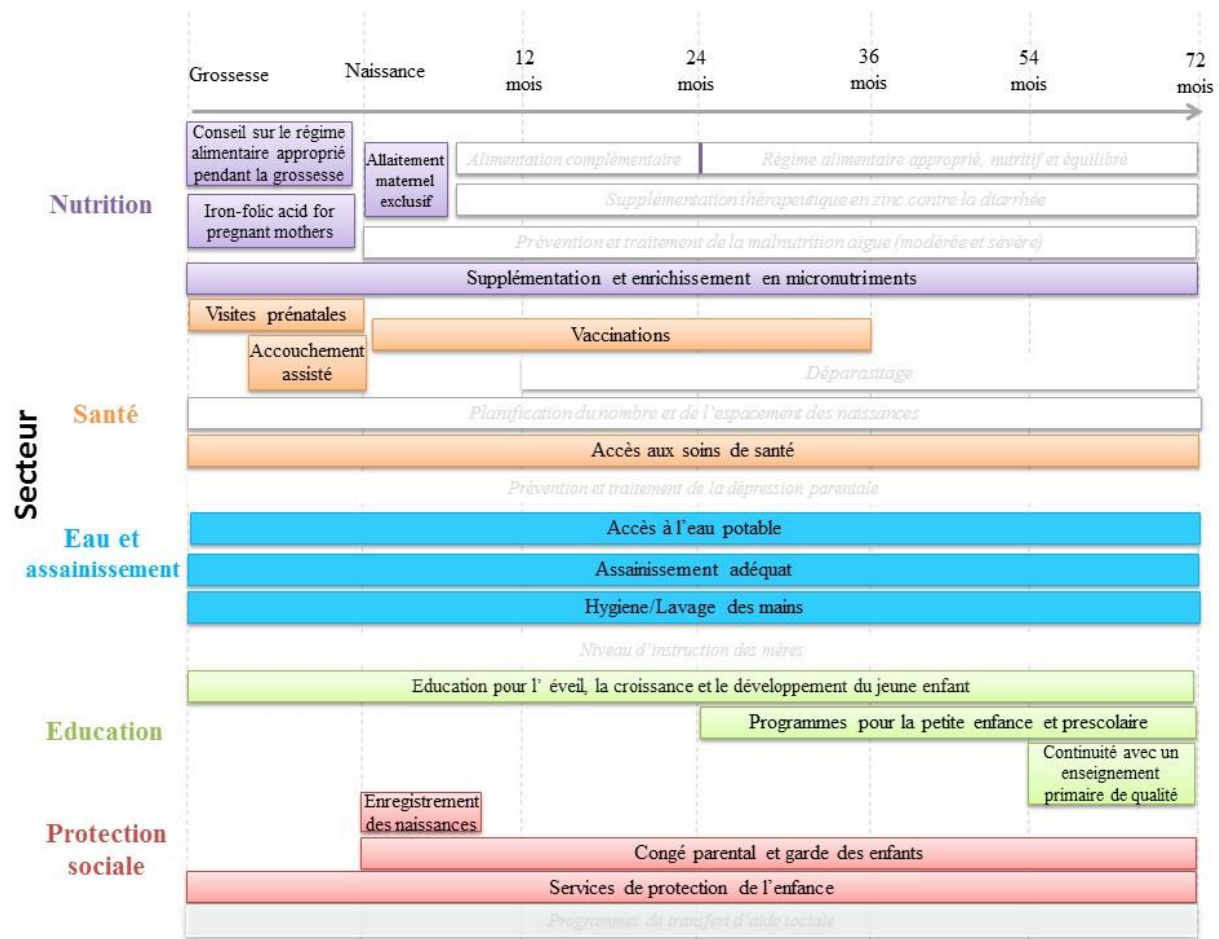 Grossesse
Naissance
12
mois
24
mois
36
mois
54
mois
72
mois
Secteur
Nutrition
Conseil sur le régime
alimentaire approprié
pendant la grossesse
Allaitement
maternel
exclusif
Alimentation complémentaire
Régime alimentaire approprié, nutritif et équilibré
Iron-folic acid for
pregnant mothers
Supplémentation thérapeutique en zinc contre la diarrhée
Prévention et traitement de la malnutrition aigue (modérée et sévère)
Supplémentation et enrichissement en micronutriments
Santé
Visites prénatales
Vaccinations
Accouchement
assisté
Déparasitage
Planification du nombre et de l'espacement des naissances
Accès aux soins de santé
Prévention et traitement de la dépression parentale
Eau et
assainissement
Accès à l'eau potable
Assainissement adéquat
Hygiene/Lavage des mains
Niveau d'instruction des mères
Education
Education pour l' éveil, la croissance et le développement du jeune enfant
Programmes pour la petite enfance et prescolaire
Continuité avec un
enseignement
primaire de qualité
Protection
sociale
Enregistrement
des naissances
Congé parental et garde des enfants
Services de protection de l'enfance
Programmes de transfert d'aide sociale